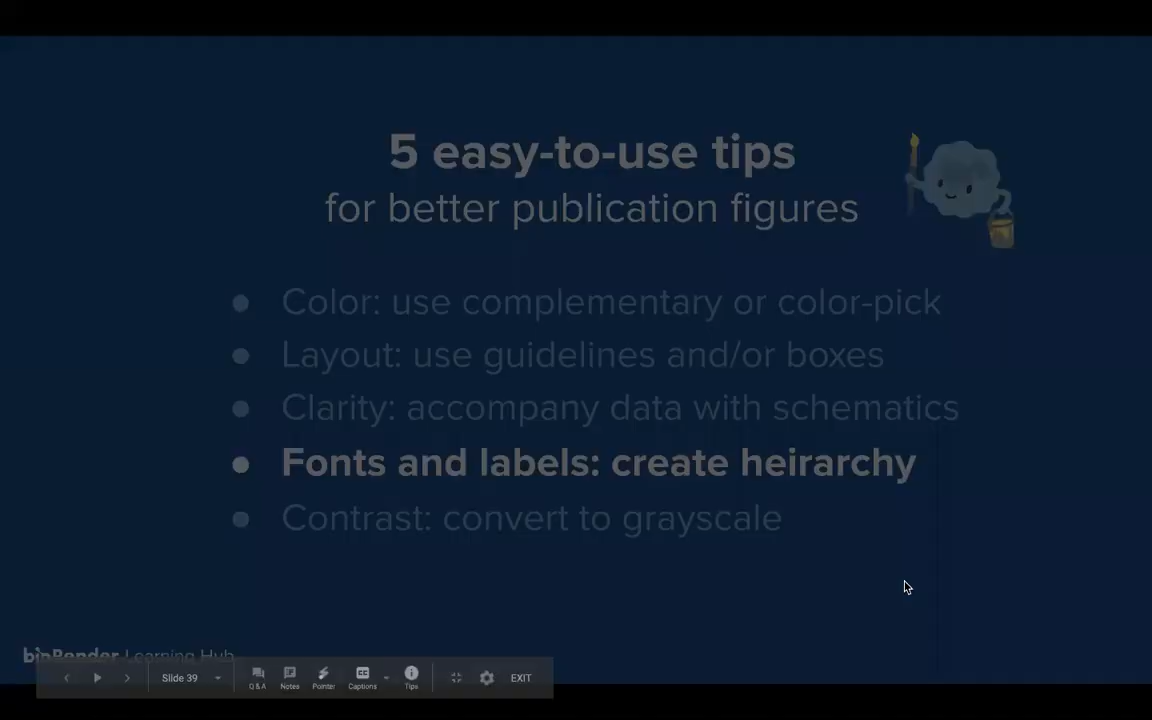 5 easy-to-use tips
for better publication figures
● Color: use complementary or color-pick
● Layout: use guidelines and/or boxes
● Clarity: accompany data with schematics
● Fonts and labels: create heirarchy
● Contrast: convert to grayscale
bioRender Learning Hub
Slide 39 Q & A Notes Pointer Captions Tips EXIT